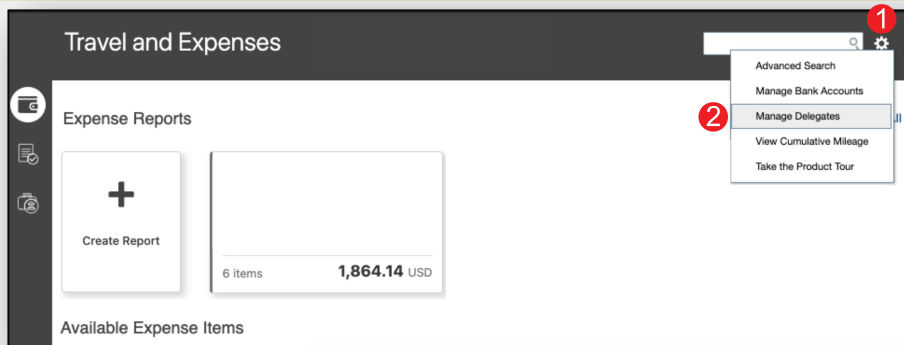 1
Travel and Expenses
Advanced Search
Manage Bank Accounts
2
Manage Delegates
View Cumulative Mileage
Take the Product Tour
Expense Reports
Create Report
6 items 1,864.14 USD
Available Expense Items